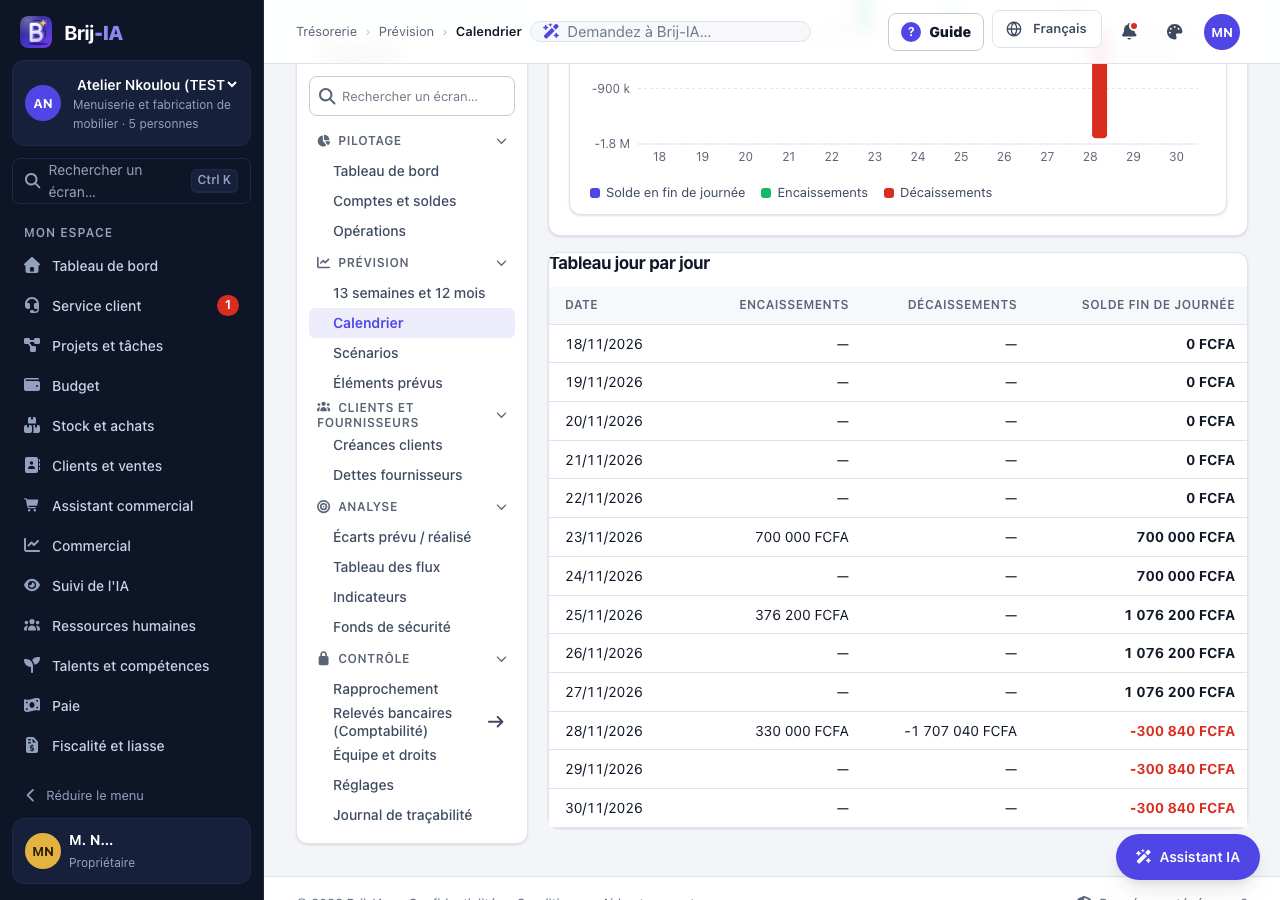 Brij-IA
AN
Atelier Nkoulou (TEST
Menuiserie et fabrication de
mobilier · 5 personnes
Rechercher un
écran...
Ctrl K
MON ESPACE
Tableau de bord
Service client
1
Projets et tâches
Budget
Stock et achats
Clients et ventes
Assistant commercial
Commercial
Suivi de l'IA
Ressources humaines
Talents et compétences
Paie
Fiscalité et liasse
Réduire le menu
MN
M. N...
Propriétaire
Trésorerie › Prévision › Calendrier
Demandez à Brij-IA...
? Guide
Français
MN
Rechercher un écran...
PILOTAGE
Tableau de bord
Comptes et soldes
Opérations
PRÉVISION
13 semaines et 12 mois
Calendrier
Scénarios
Éléments prévus
CLIENTS ET
FOURNISSEURS
Créances clients
Dettes fournisseurs
ANALYSE
Écarts prévu / réalisé
Tableau des flux
Indicateurs
Fonds de sécurité
CONTRÔLE
Rapprochement
Relevés bancaires
(Comptabilité)
Équipe et droits
Réglages
Journal de traçabilité
-900 k
-1.8 M
18 19 20 21 22 23 24 25 26 27 28 29 30
Solde en fin de journée Encaissements Décaissements
Tableau jour par jour
DATE ENCAISSEMENTS DÉCAISSEMENTS SOLDE FIN DE JOURNÉE
18/11/2026 — — 0 FCFA
19/11/2026 — — 0 FCFA
20/11/2026 — — 0 FCFA
21/11/2026 — — 0 FCFA
22/11/2026 — — 0 FCFA
23/11/2026 700 000 FCFA — 700 000 FCFA
24/11/2026 — — 700 000 FCFA
25/11/2026 376 200 FCFA — 1 076 200 FCFA
26/11/2026 — — 1 076 200 FCFA
27/11/2026 — — 1 076 200 FCFA
28/11/2026 330 000 FCFA -1 707 040 FCFA -300 840 FCFA
29/11/2026 — — -300 840 FCFA
30/11/2026 — — -300 840 FCFA
Assistant IA